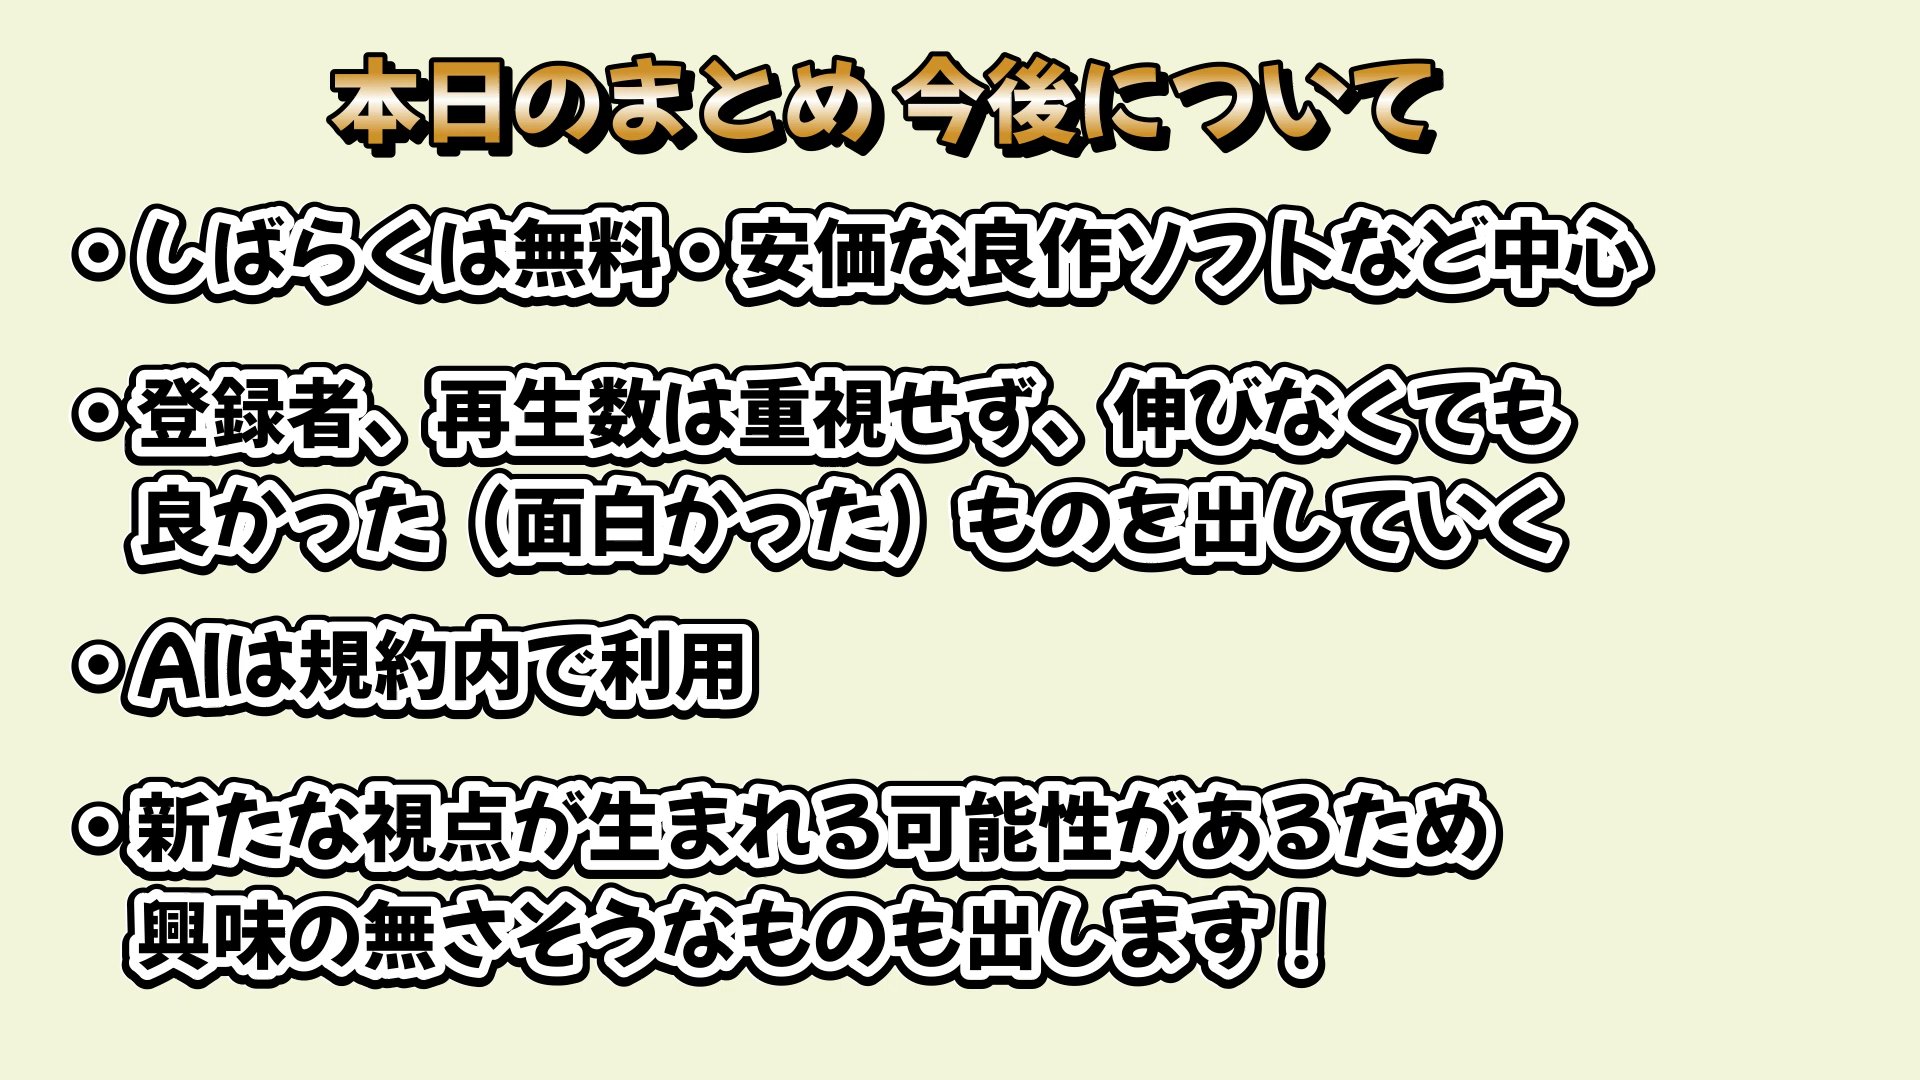 本日のまとめ 今後について
・しばらくは無料・安価な良作ソフトなど中心
・登録者、再生数は重視せず、伸びなくても
良かった（面白かった）ものを出していく
・AIは規約内で利用
・新たな視点が生まれる可能性があるため
興味の無さそうなものも出します！